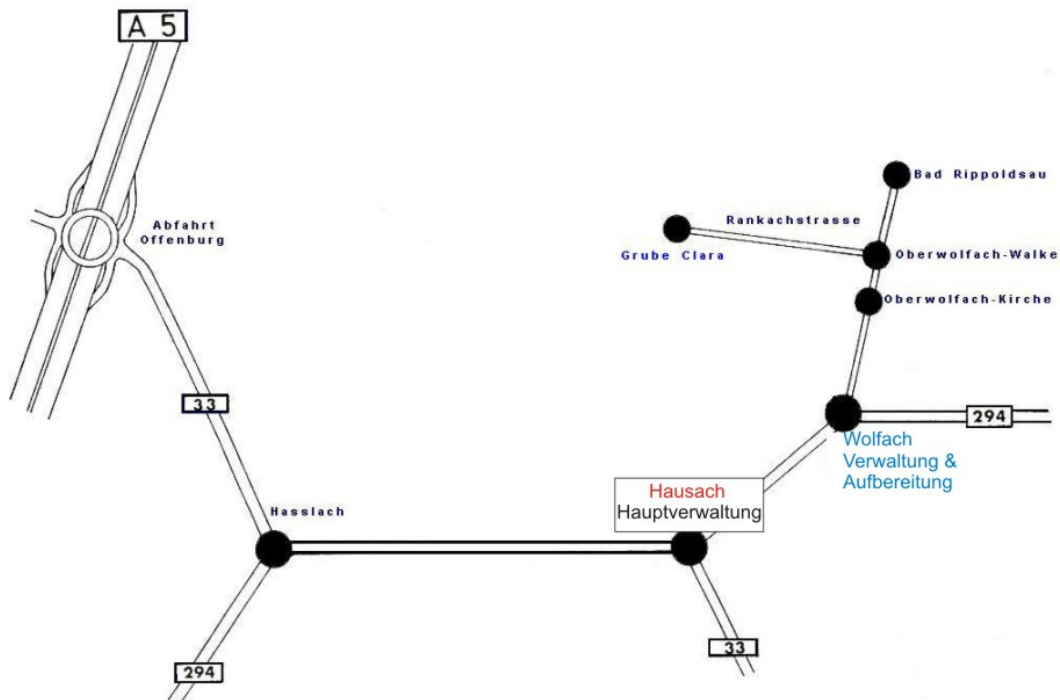 A 5
Bad Rippoldsau
Rankachstrasse
Abfahrt
Offenburg
Grube Clara
Oberwolfach-Walke
Oberwolfach-Kirche
33
294
Wolfach
Verwaltung &
Aufbereitung
Hausach
Hauptverwaltung
Hasslach
33
294